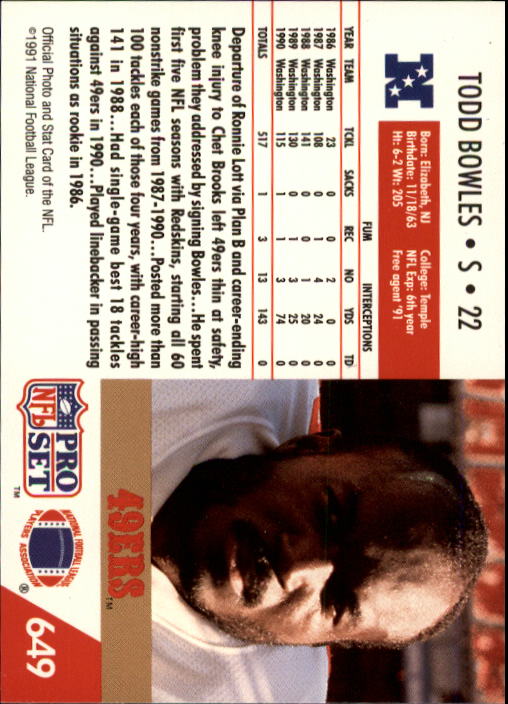 TODD BOWLES • S • 22
N
Born: Elizabeth, NJ College: Temple
Birthdate: 11/18/63 NFL Exp: 6th year
Ht: 6-2 Wt: 205 Free agent '91
FUM INTERCEPTIONS
YEAR TEAM TCKL SACKS REC NO YDS TD
1986 Washington 23 0 0 2 0 0
1987 Washington 108 0 1 4 24 0
1988 Washington 141 0 0 1 20 0
1989 Washington 130 0 1 3 25 0
1990 Washington 115 1 1 3 74 0
TOTALS 517 1 3 13 143 0
Departure of Ronnie Lott via Plan B and career-ending
knee injury to Chet Brooks left 49ers thin at safety,
problem they addressed by signing Bowles...He spent
first five NFL seasons with Redskins, starting all 60
nonstrike games from 1987-1990...Posted more than
100 tackles each of those four years, with career-high
141 in 1988...Had single-game best 18 tackles
against 49ers in 1990...Played linebacker in passing
situations as rookie in 1986.
Official Photo and Stat Card of the NFL.
©1991 National Football League.
49ERS™
PRO
NFL SET™
NATIONAL FOOTBALL LEAGUE
PLAYERS ASSOCIATION®
649